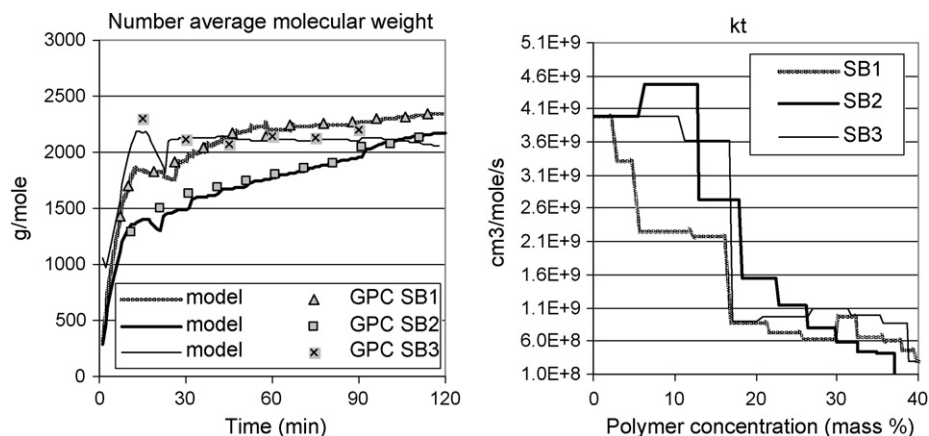 Number average molecular weight
3000
2500
2000
1500
1000
500
0
g/mole
model GPC SB1
model GPC SB2
model GPC SB3
0 30 60 90 120
Time (min)
kt
5.1E+9
4.6E+9
4.1E+9
3.6E+9
3.1E+9
2.6E+9
2.1E+9
1.6E+9
1.1E+9
6.0E+8
1.0E+8
cm3/mole/s
SB1
SB2
SB3
0 10 20 30 40
Polymer concentration (mass %)